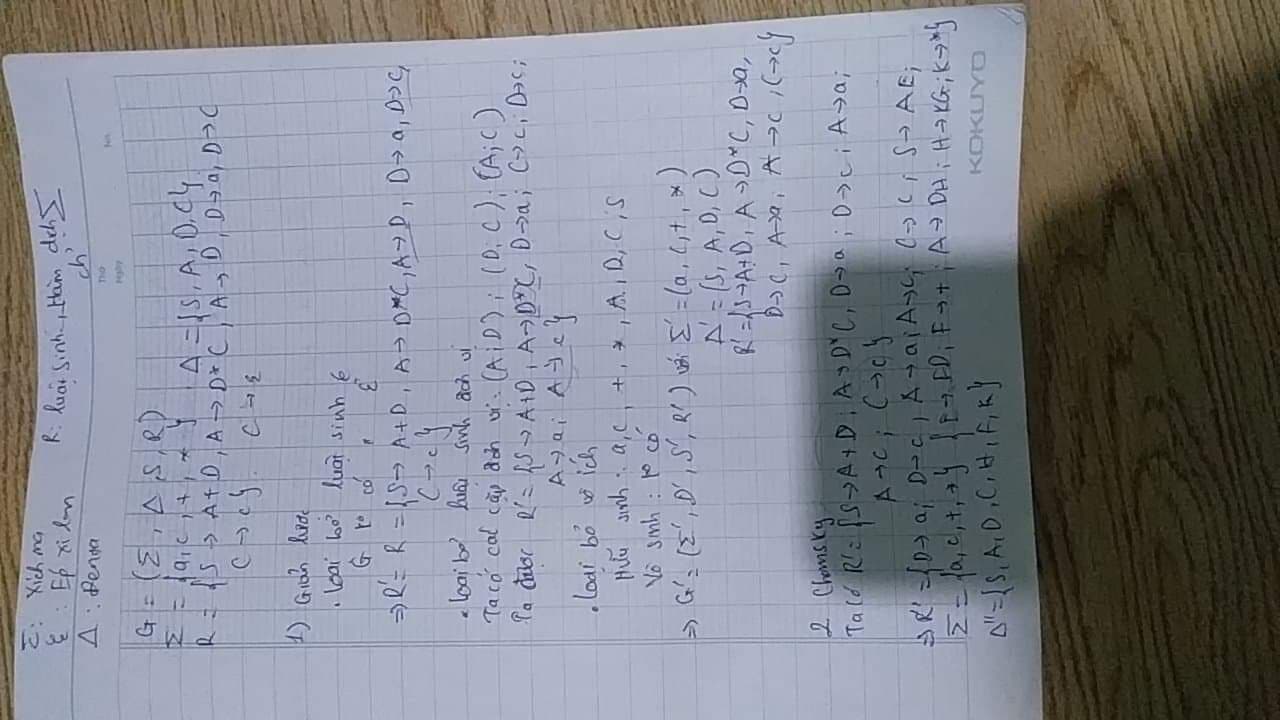 Σ: Xích ma R: luật sinh, Hàm đích Σ
ε: Ép xi lon chỉ
Δ: Đenta
G = (Σ, Δ, S, R)
Σ = {a, c, +, * } Δ = {S, A, D, C}
R = {S → A+D, A → D*C, A → D, D → a, D → C
C → c}. C → ε
1) Giản lược
• Loại bỏ luật sinh ε
G ko có ε
⇒ R' = R = {S → A+D, A → D*C, A → D, D → a, D → C,
C → c }
• Loại bỏ luật sinh đơn vị
Ta có các cặp đơn vị: (A; D); (D, C); (A; C)
Ta được R' = {S → A+D, A → D*C, D → a; C → c; D → c;
A → a; A → c }
• Loại bỏ vô ích
Hữu sinh: a, c, +, *, A, D, C, S
Vô sinh: ko có
⇒ G' = (Σ', D', S', R') với Σ' = (a, c, +, *)
Δ' = (S, A, D, C)
R' = {S → A+D, A → D*C, D → a,
D → c, A → a, A → c, C → c}
2. Chomsky
Ta có R' = {S → A+D; A → D*C, D → a; D → c; A → a;
A → c; C → c }
⇒ R'' = {D → a; D → c; A → a; A → c; C → c; S → AE;
Σ = {a, c, +, *} E → FD; F → +; A → DH; H → KG; K → *}
Δ'' = {S, A, D, C, H, F, K}
KOKUYO